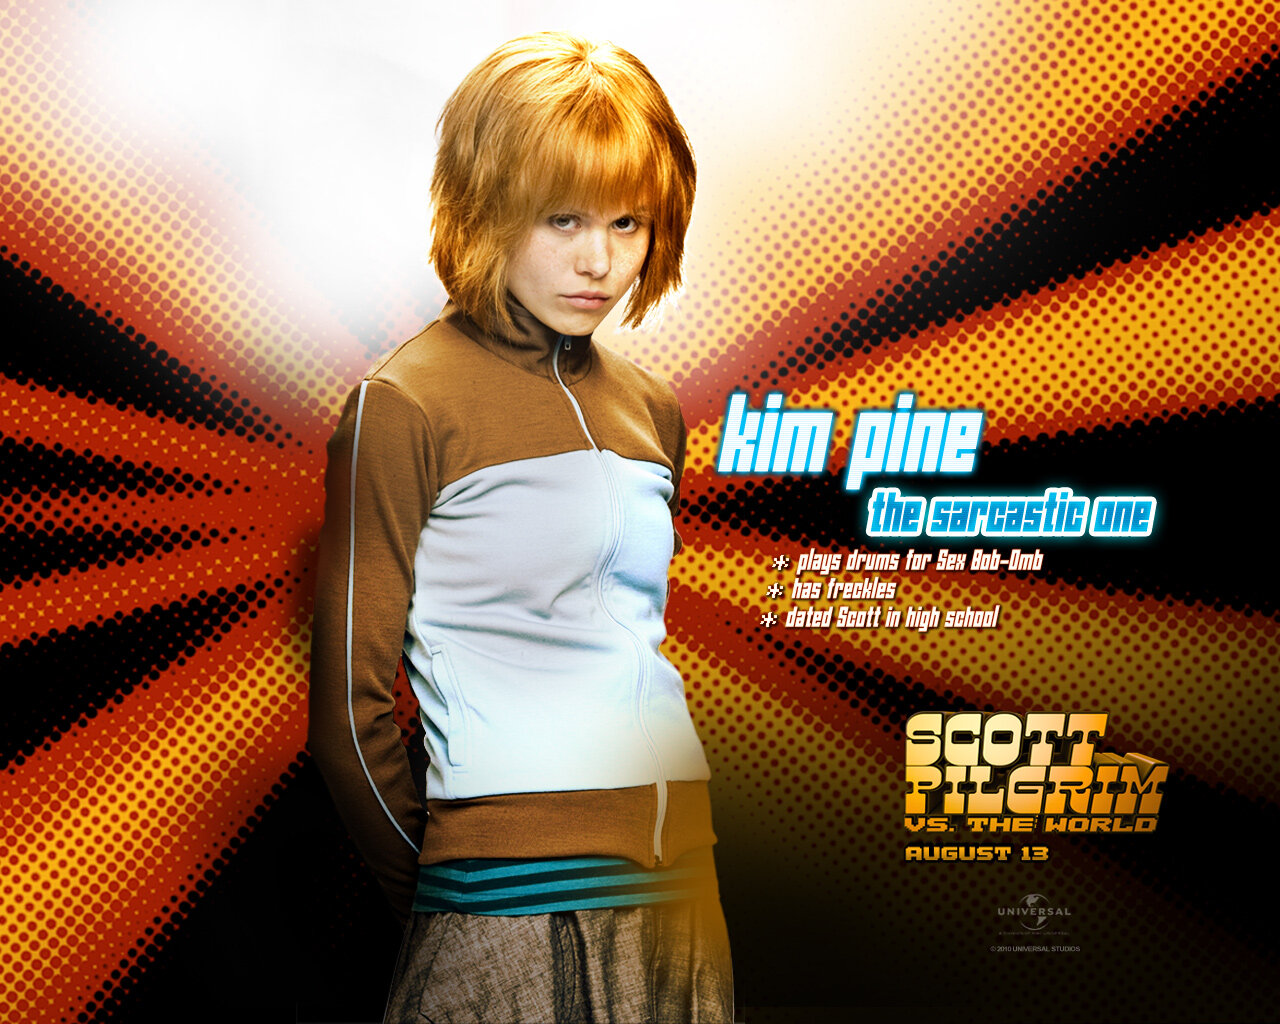 kim pine
the sarcastic one
* plays drums for Sex Bob-Omb
* has freckles
* dated Scott in high school
SCOTT
PILGRIM
VS. THE WORLD
AUGUST 13
UNIVERSAL
© 2010 UNIVERSAL STUDIOS